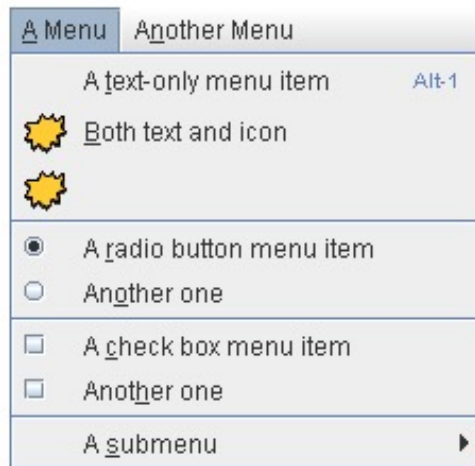 A Menu Another Menu
A text-only menu item Alt-1
Both text and icon
A radio button menu item
Another one
A check box menu item
Another one
A submenu